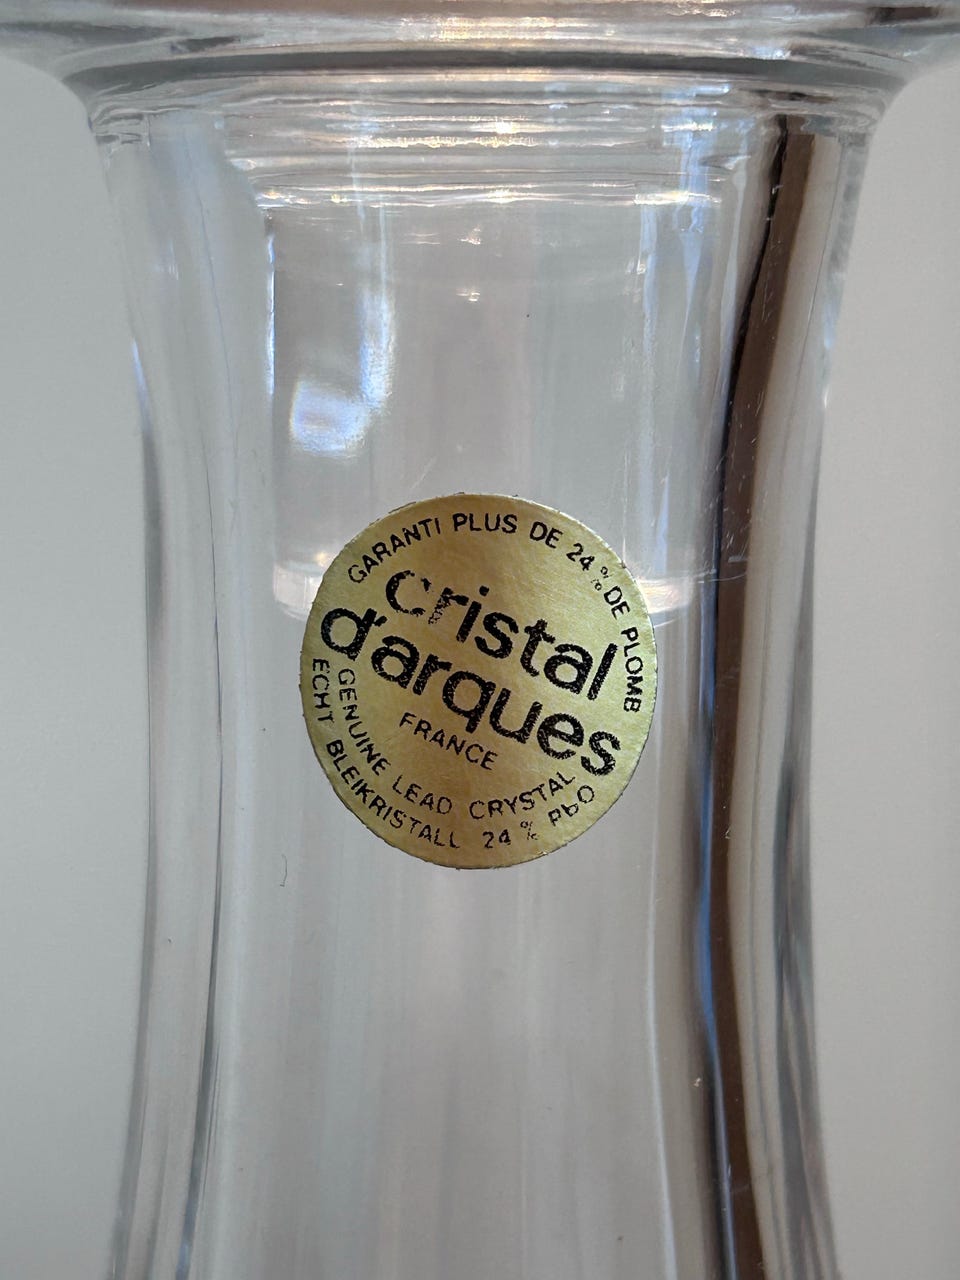 GARANTI PLUS DE 24% DE PLOMB
cristal
d'arques
FRANCE
GENUINE LEAD CRYSTAL
ECHT BLEIKRISTALL 24% PbO